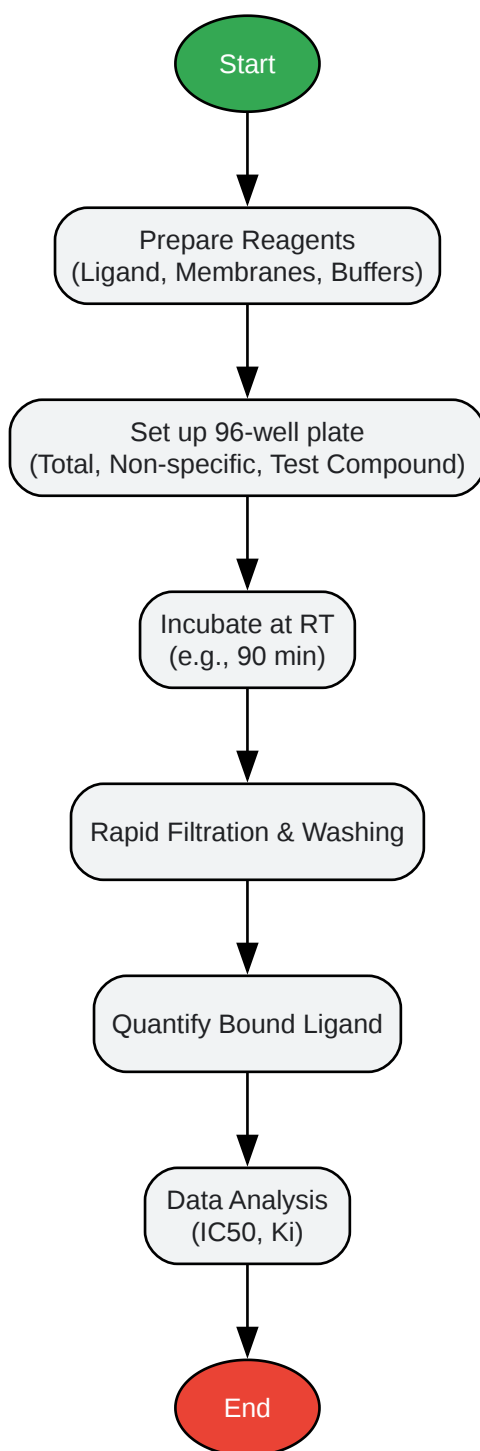 Start
Prepare Reagents
(Ligand, Membranes, Buffers)
Set up 96-well plate
(Total, Non-specific, Test Compound)
Incubate at RT
(e.g., 90 min)
Rapid Filtration & Washing
Quantify Bound Ligand
Data Analysis
(IC50, Ki)
End